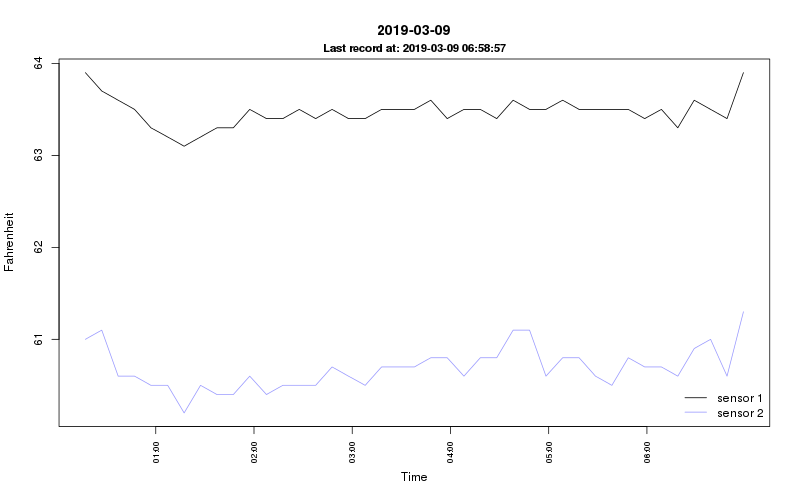 2019-03-09
Last record at: 2019-03-09 06:58:57
Fahrenheit
64
63
62
61
01:00
02:00
03:00
04:00
05:00
06:00
Time
sensor 1
sensor 2